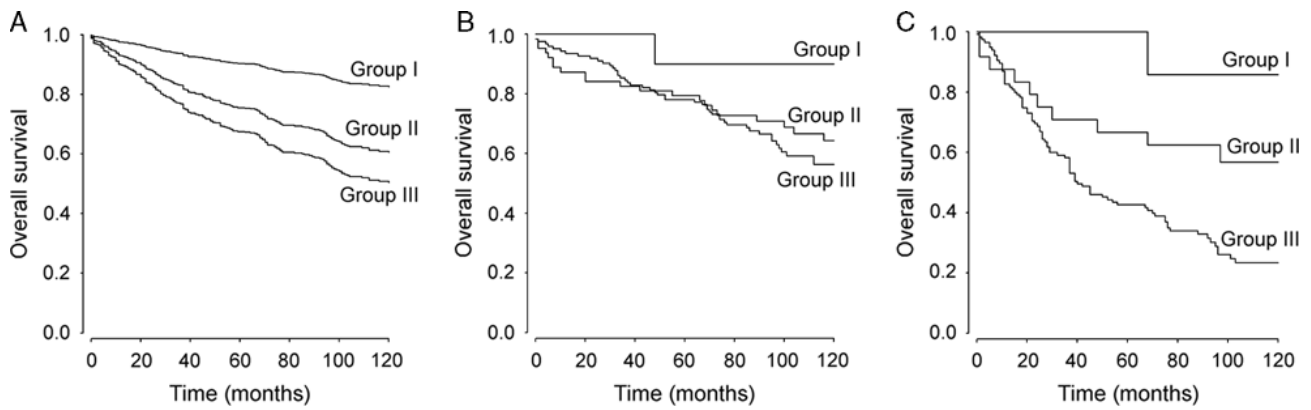 A
Overall survival
1.0
0.8
0.6
0.4
0.2
0.0
Group I
Group II
Group III
0 20 40 60 80 100 120
Time (months)
B
Overall survival
1.0
0.8
0.6
0.4
0.2
0.0
Group I
Group II
Group III
0 20 40 60 80 100 120
Time (months)
C
Overall survival
1.0
0.8
0.6
0.4
0.2
0.0
Group I
Group II
Group III
0 20 40 60 80 100 120
Time (months)